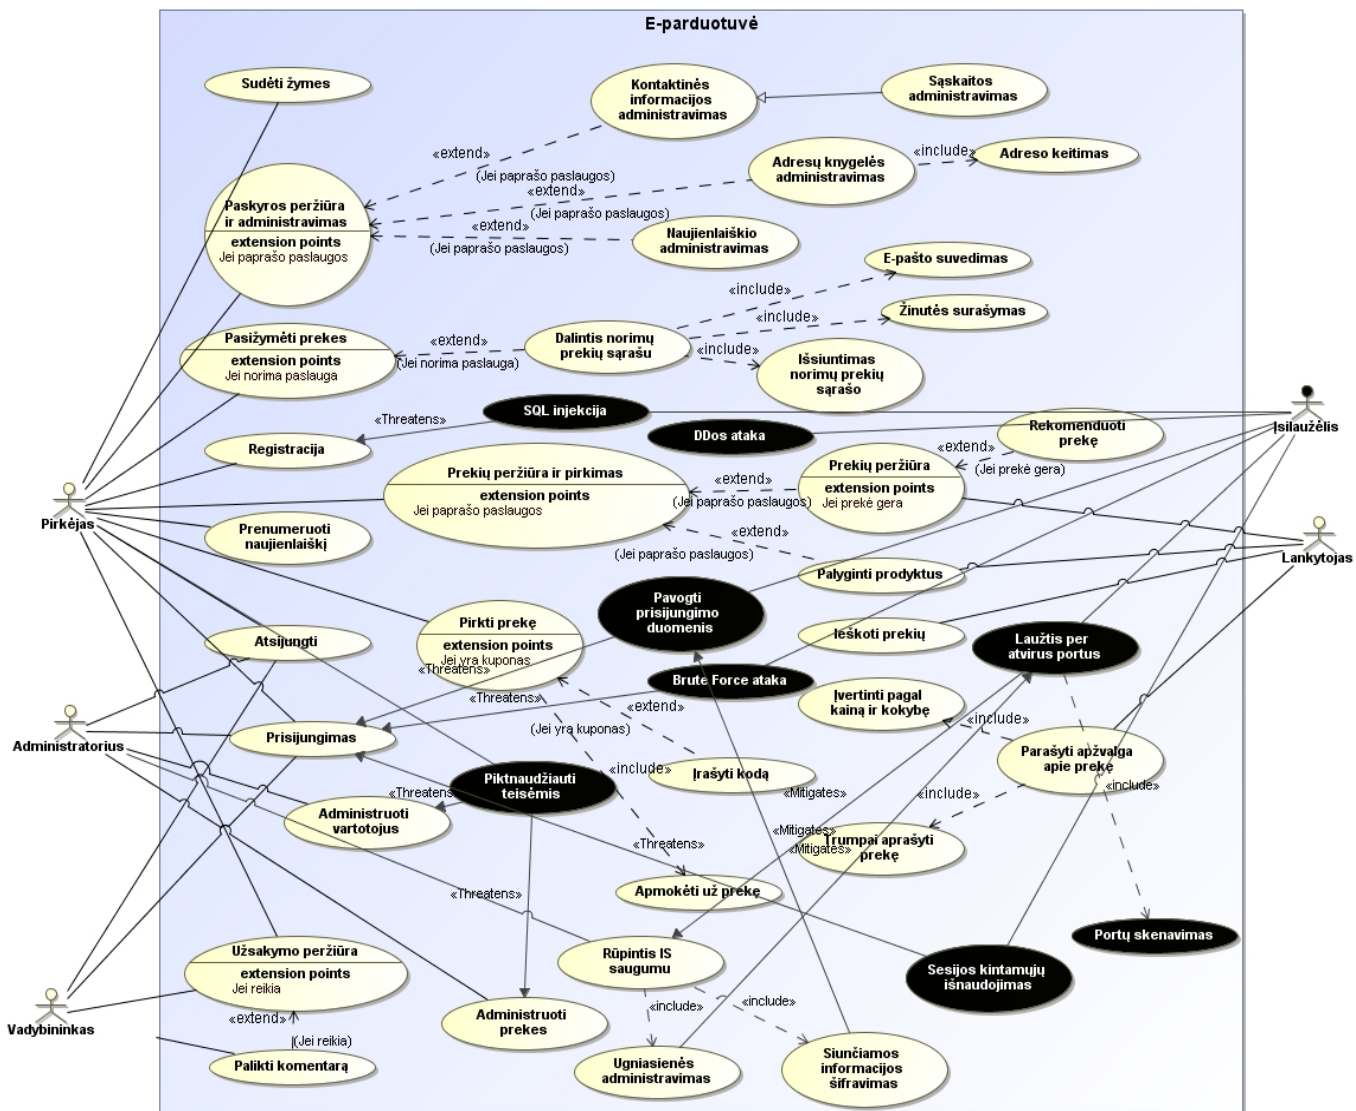 E-parduotuvė
Sudėti žymes
Kontaktinės
informacijos
administravimas
Sąskaitos
administravimas
«extend»
(Jei paprašo paslaugos)
Adresų knygelės
administravimas
«include»
Adreso keitimas
Paskyros peržiūra
ir administravimas
extension points
Jei paprašo paslaugos
«extend»
(Jei paprašo paslaugos)
«extend»
(Jei paprašo paslaugos)
Naujienlaiškio
administravimas
E-pašto suvedimas
«include»
Žinutės surašymas
«include»
Pasižymėti prekes
extension points
Jei norima paslauga
«extend»
(Jei norima paslauga)
Dalintis norimų
prekių sąrašu
«include»
Išsiuntimas
norimų prekių
sąrašo
SQL injekcija
«Threatens»
DDos ataka
Įsilaužėlis
Rekomenduoti
prekę
Registracija
«extend»
(Jei prekė gera)
Prekių peržiūra ir pirkimas
extension points
Jei paprašo paslaugos
«extend»
(Jei paprašo paslaugos)
Prekių peržiūra
extension points
Jei prekė gera
Pirkėjas
Prenumeruoti
naujienlaiškį
«extend»
(Jei paprašo paslaugos)
Lankytojas
Palyginti produktus
Pavogti
prisijungimo
duomenis
Pirkti prekę
extension points
Jei yra kuponas
Atsijungti
Ieškoti prekių
Laužtis per
atvirus portus
«Threatens»
Brute Force ataka
«Threatens»
«extend»
(Jei yra kuponas)
Įvertinti pagal
kainą ir kokybę
«include»
Administratorius
Prisijungimas
Parašyti apžvalga
apie prekę
Piktnaudžiauti
teisėmis
«include»
Įrašyti kodą
«include»
«Threatens»
«Mitigates»
«include»
Administruoti
vartotojus
«Mitigates»
«Mitigates»
Trumpai aprašyti
prekę
«Threatens»
«Threatens»
Apmokėti už prekę
Portų skenavimas
Užsakymo peržiūra
extension points
Jei reikia
Rūpintis IS
saugumu
Sesijos kintamųjų
išnaudojimas
Vadybininkas
«extend»
(Jei reikia)
«include»
«include»
Administruoti
prekes
Palikti komentarą
Ugniasienės
administravimas
Siunčiamos
informacijos
šifravimas